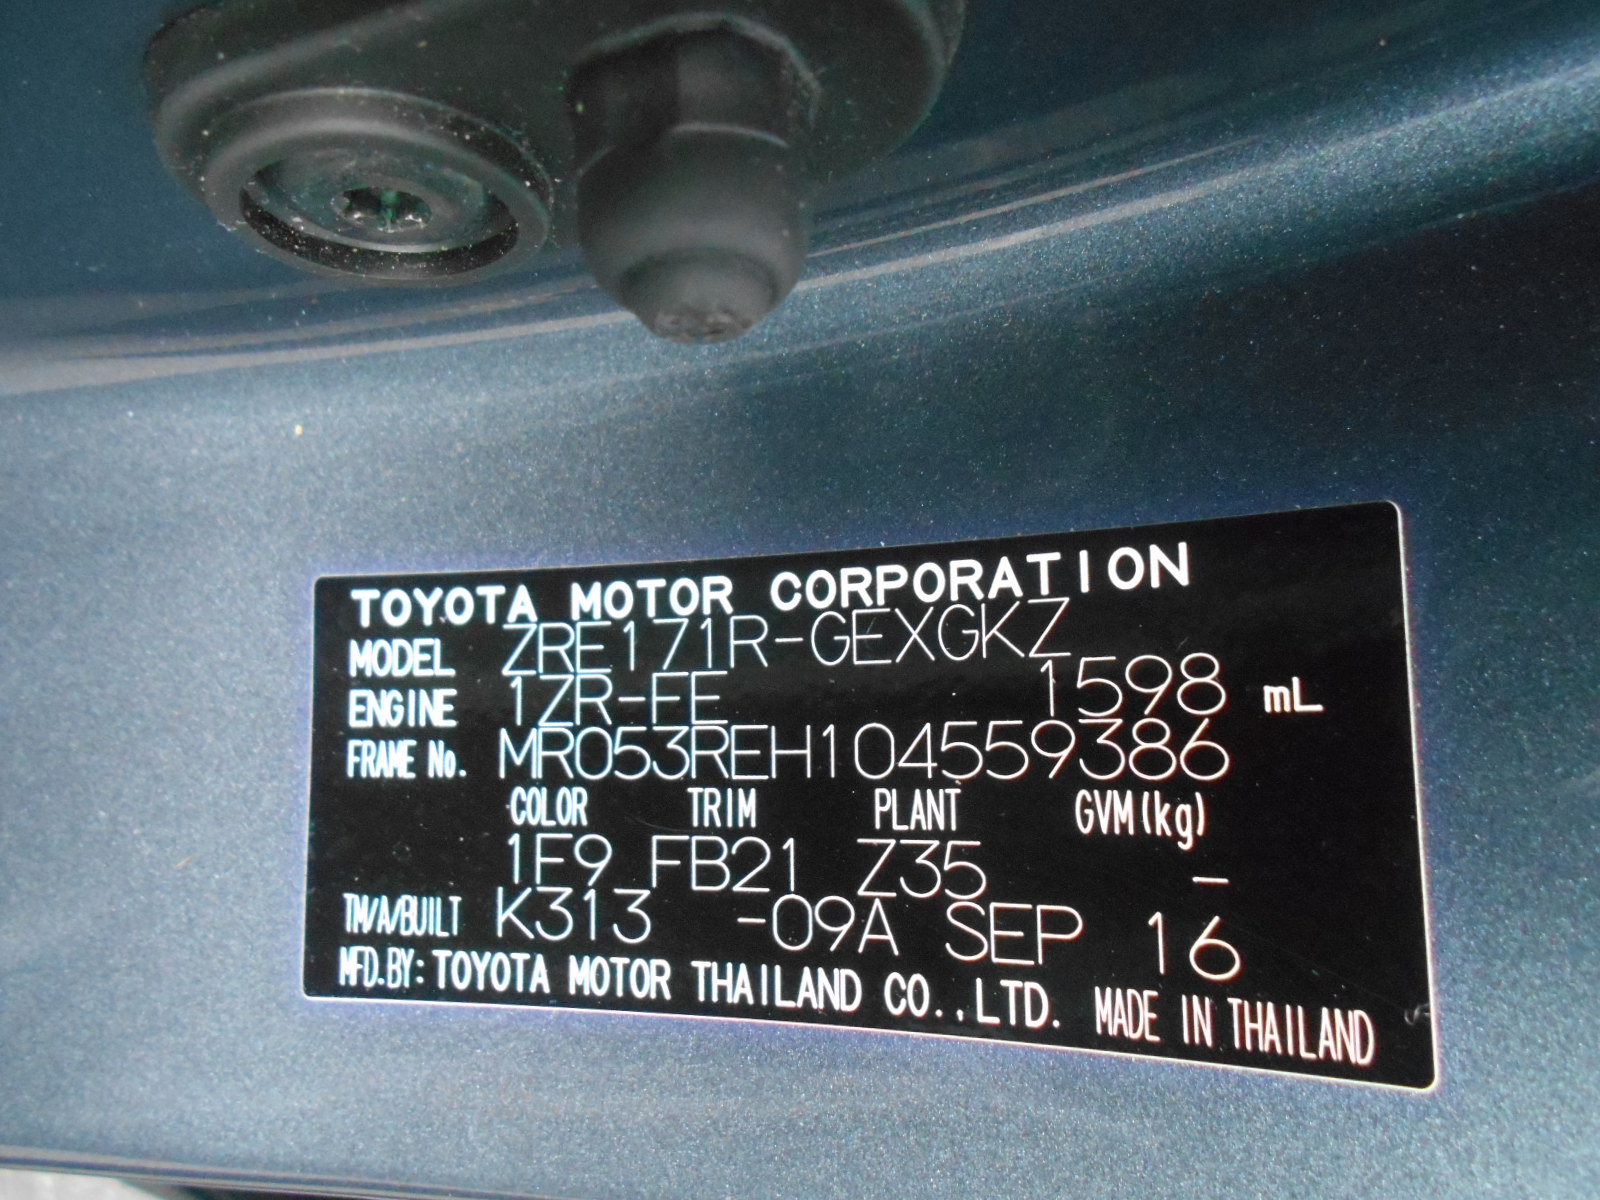 TOYOTA MOTOR CORPORATION
MODEL ZRE171R-GEXGKZ
ENGINE 1ZR-FE 1598 mL
FRAME No. MR053REH104559386
COLOR TRIM PLANT GVM(kg)
1F9 FB21 Z35 -
TM/A/BUILT K313 -09A SEP 16
MFD.BY: TOYOTA MOTOR THAILAND CO.,LTD. MADE IN THAILAND